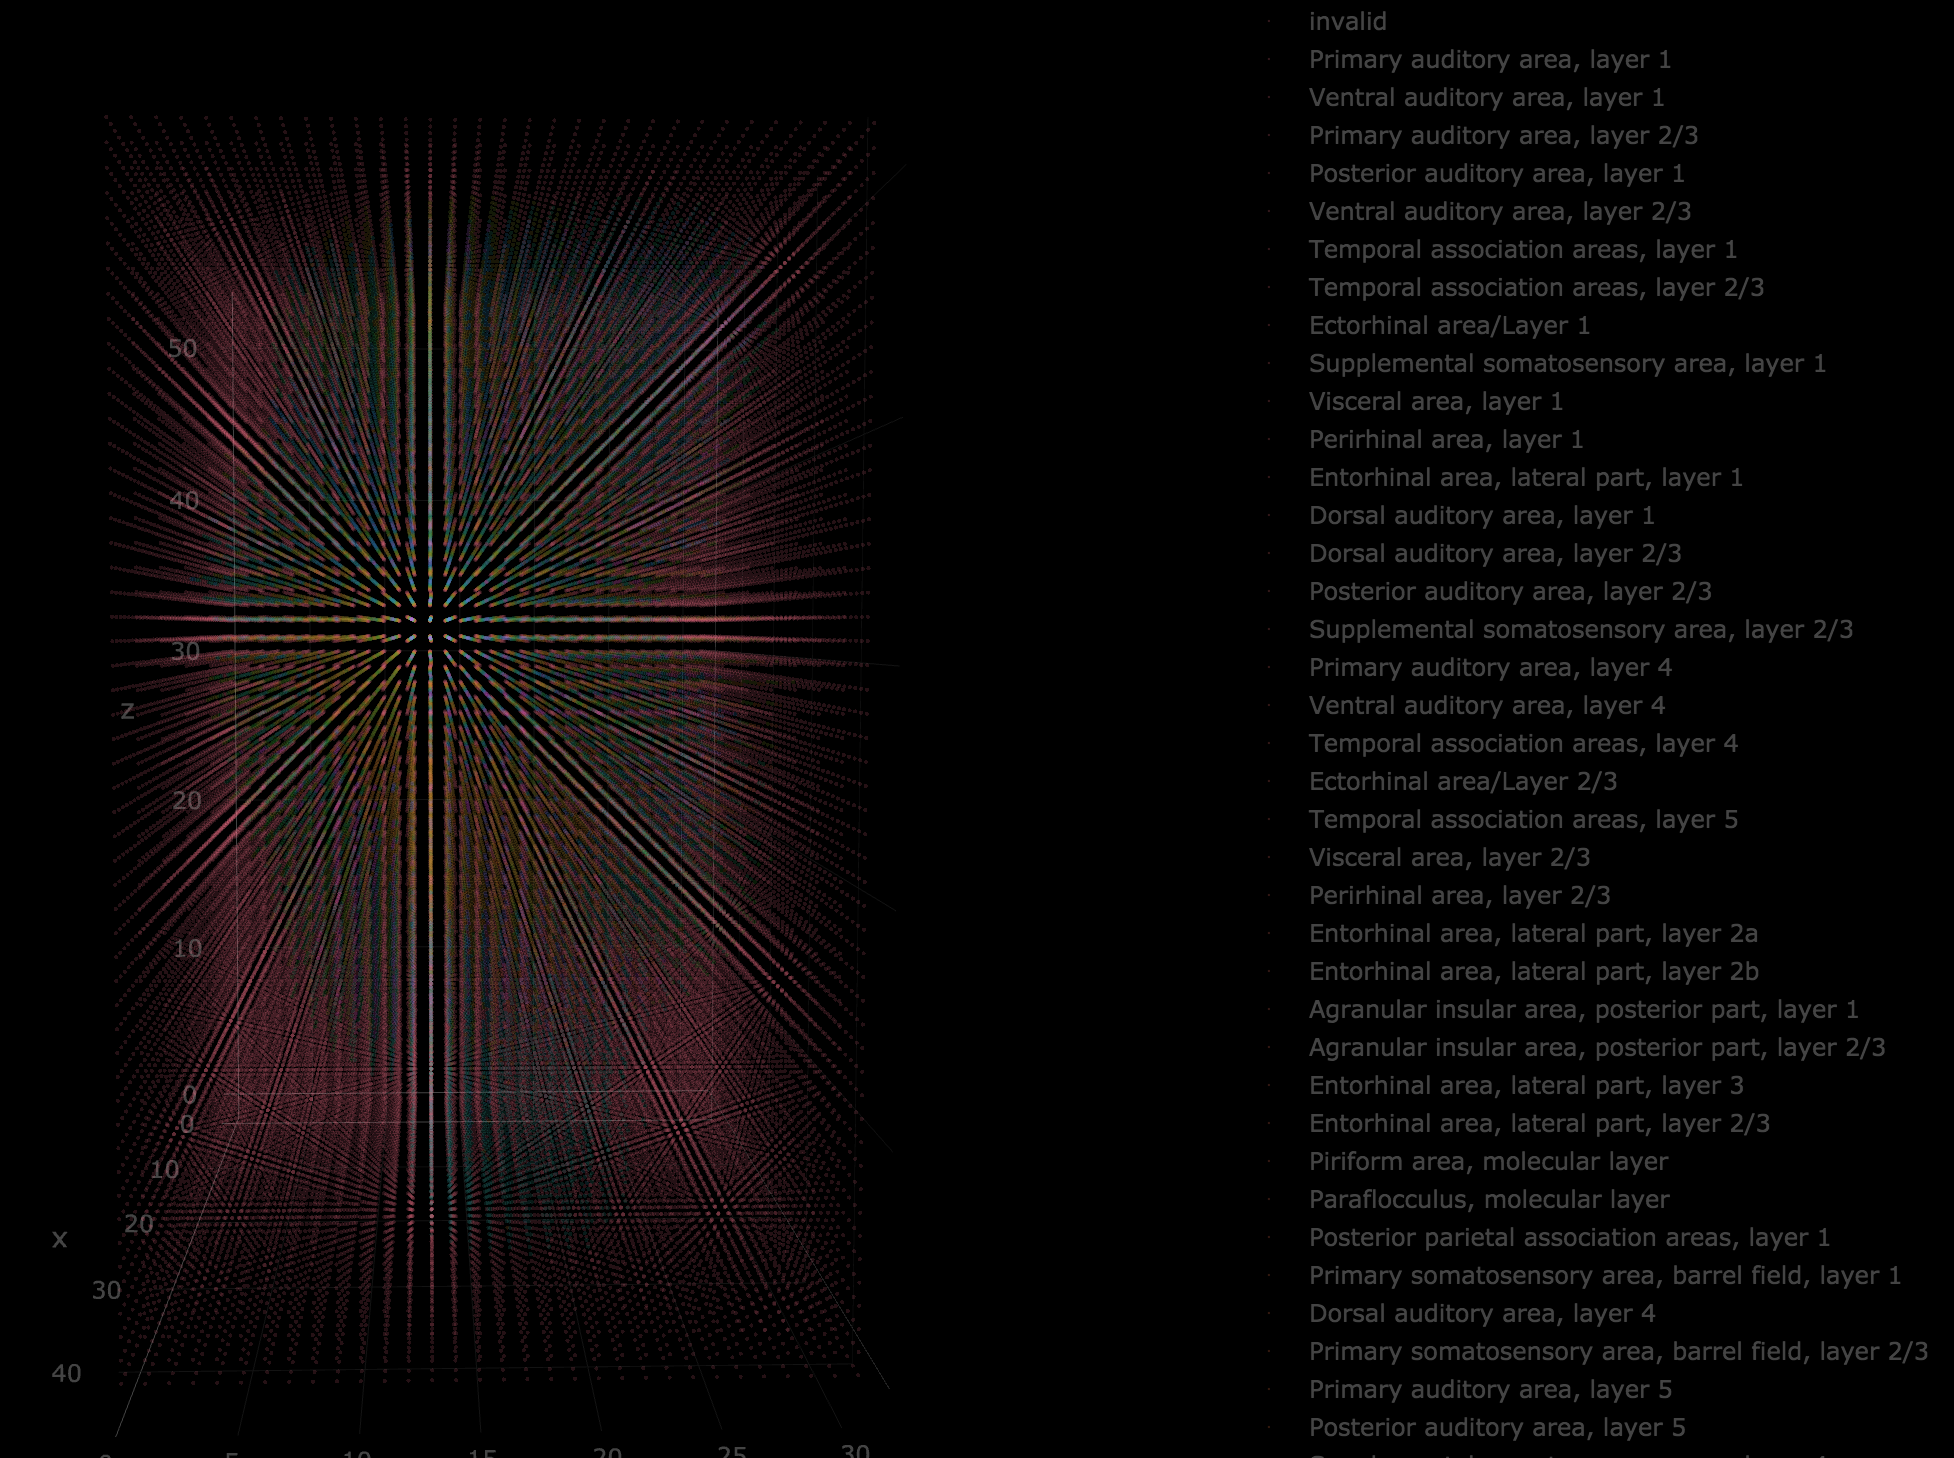 invalid
Primary auditory area, layer 1
Ventral auditory area, layer 1
Primary auditory area, layer 2/3
Posterior auditory area, layer 1
Ventral auditory area, layer 2/3
Temporal association areas, layer 1
Temporal association areas, layer 2/3
Ectorhinal area/Layer 1
Supplemental somatosensory area, layer 1
Visceral area, layer 1
Perirhinal area, layer 1
Entorhinal area, lateral part, layer 1
Dorsal auditory area, layer 1
Dorsal auditory area, layer 2/3
Posterior auditory area, layer 2/3
Supplemental somatosensory area, layer 2/3
Primary auditory area, layer 4
Ventral auditory area, layer 4
Temporal association areas, layer 4
Ectorhinal area/Layer 2/3
Temporal association areas, layer 5
Visceral area, layer 2/3
Perirhinal area, layer 2/3
Entorhinal area, lateral part, layer 2a
Entorhinal area, lateral part, layer 2b
Agranular insular area, posterior part, layer 1
Agranular insular area, posterior part, layer 2/3
Entorhinal area, lateral part, layer 3
Entorhinal area, lateral part, layer 2/3
Piriform area, molecular layer
Paraflocculus, molecular layer
Posterior parietal association areas, layer 1
Primary somatosensory area, barrel field, layer 1
Dorsal auditory area, layer 4
Primary somatosensory area, barrel field, layer 2/3
Primary auditory area, layer 5
Posterior auditory area, layer 5
50
40
30
z
20
10
0
0
10
20
x
30
40
5
10
15
20
25
30